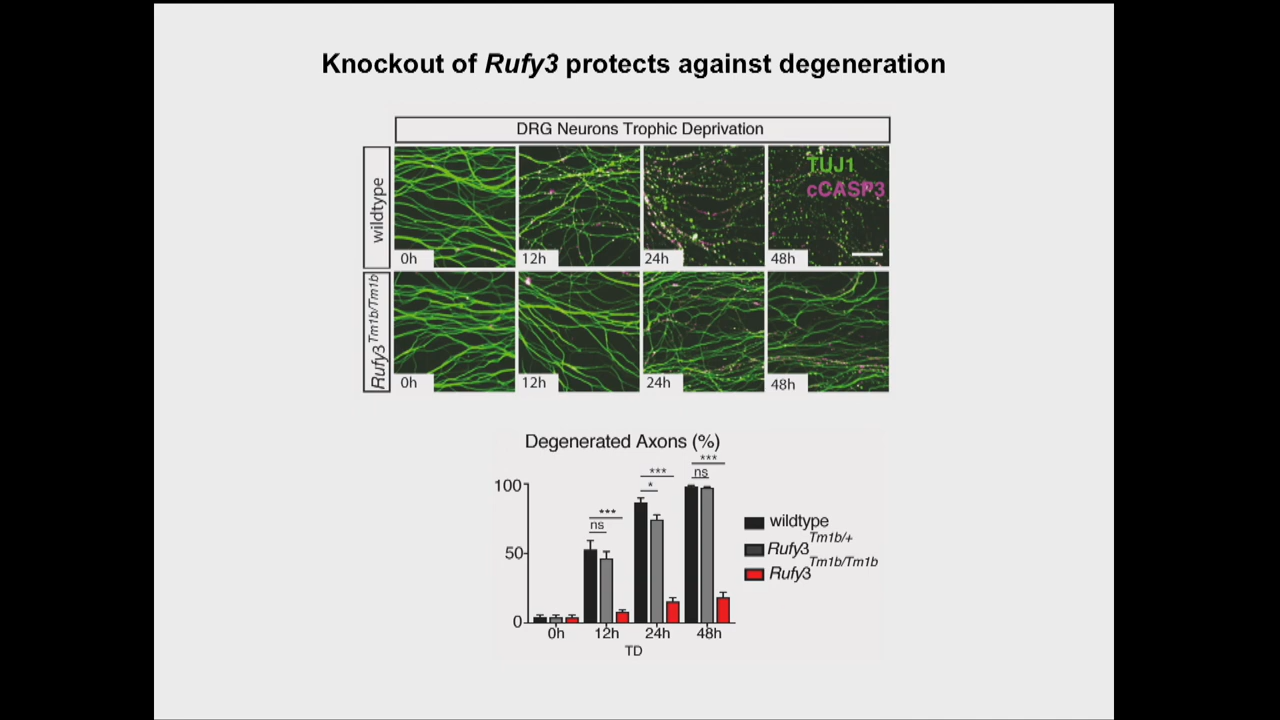 Knockout of Rufy3 protects against degeneration
DRG Neurons Trophic Deprivation
wildtype
TUJ1
cCASP3
0h
12h
24h
48h
Rufy3Tm1b/Tm1b
0h
12h
24h
48h
Degenerated Axons (%)
100
50
0
ns
***
*
***
ns
***
0h
12h
24h
48h
TD
wildtype
Rufy3Tm1b/+
Rufy3Tm1b/Tm1b